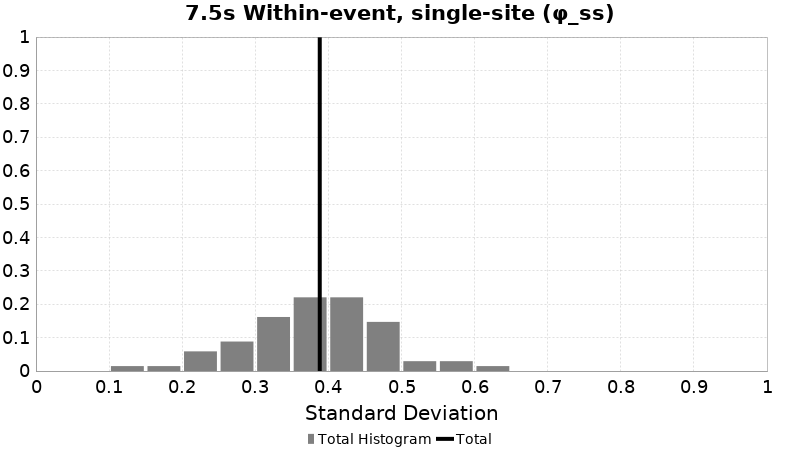 7.5s Within-event, single-site (φ_ss)
1
0.9
0.8
0.7
0.6
0.5
0.4
0.3
0.2
0.1
0
0 0.1 0.2 0.3 0.4 0.5 0.6 0.7 0.8 0.9 1
Standard Deviation
Total Histogram Total